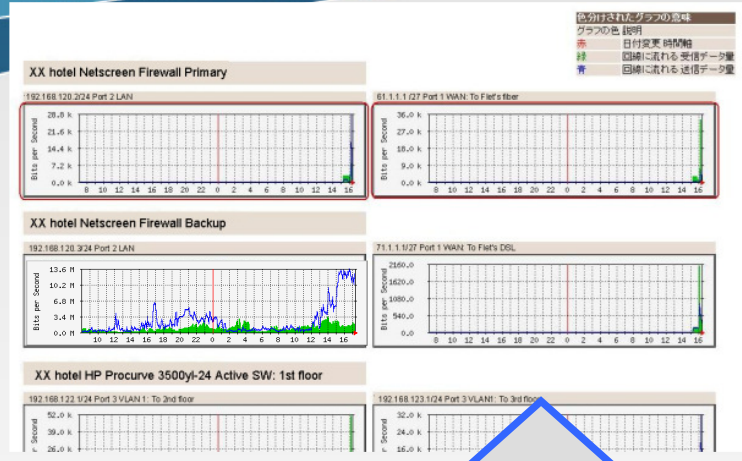 色分けされたグラフの意味
グラフの色 説明
赤 日付変更 時間軸
緑 回線に流れる 受信データ量
青 回線に流れる 送信データ量
XX hotel Netscreen Firewall Primary
192.168.120.2/24 Port 2 LAN
61.1.1.1 /27 Port 1 WAN: To Flet's fiber
Bits per Second
28.8 k
21.6 k
14.4 k
7.2 k
0.0 k
8 10 12 14 16 18 20 22 0 2 4 6 8 10 12 14 16
Bits per Second
36.0 k
27.0 k
18.0 k
9.0 k
0.0 k
8 10 12 14 16 18 20 22 0 2 4 6 8 10 12 14 16
XX hotel Netscreen Firewall Backup
192.168.120.3/24 Port 2 LAN
71.1.1.1/27 Port 1 WAN: To Flet's DSL
Bits per Second
13.6 M
10.2 M
6.8 M
3.4 M
0.0 M
10 12 14 16 18 20 22 0 2 4 6 8 10 12 14 16
Bits per Second
2160.0
1620.0
1080.0
540.0
0.0
8 10 12 14 16 18 20 22 0 2 4 6 8 10 12 14 16
XX hotel HP Procurve 3500yl-24 Active SW: 1st floor
192.168.122.1/24 Port 3 VLAN 1: To 2nd floor
192.168.123.1/24 Port 3 VLAN1: To 3rd floor
Second
52.0 k
39.0 k
26.0 k
Second
32.0 k
24.0 k
16.0 k